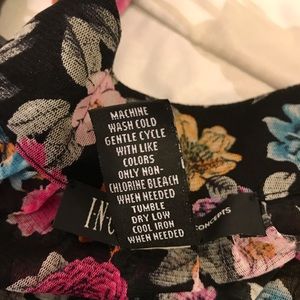 MACHINE
WASH COLD
GENTLE CYCLE
WITH LIKE
COLORS
ONLY NON-
CHLORINE BLEACH
WHEN NEEDED
TUMBLE
DRY LOW
COOL IRON
WHEN NEEDED
IN
CONCEPTS